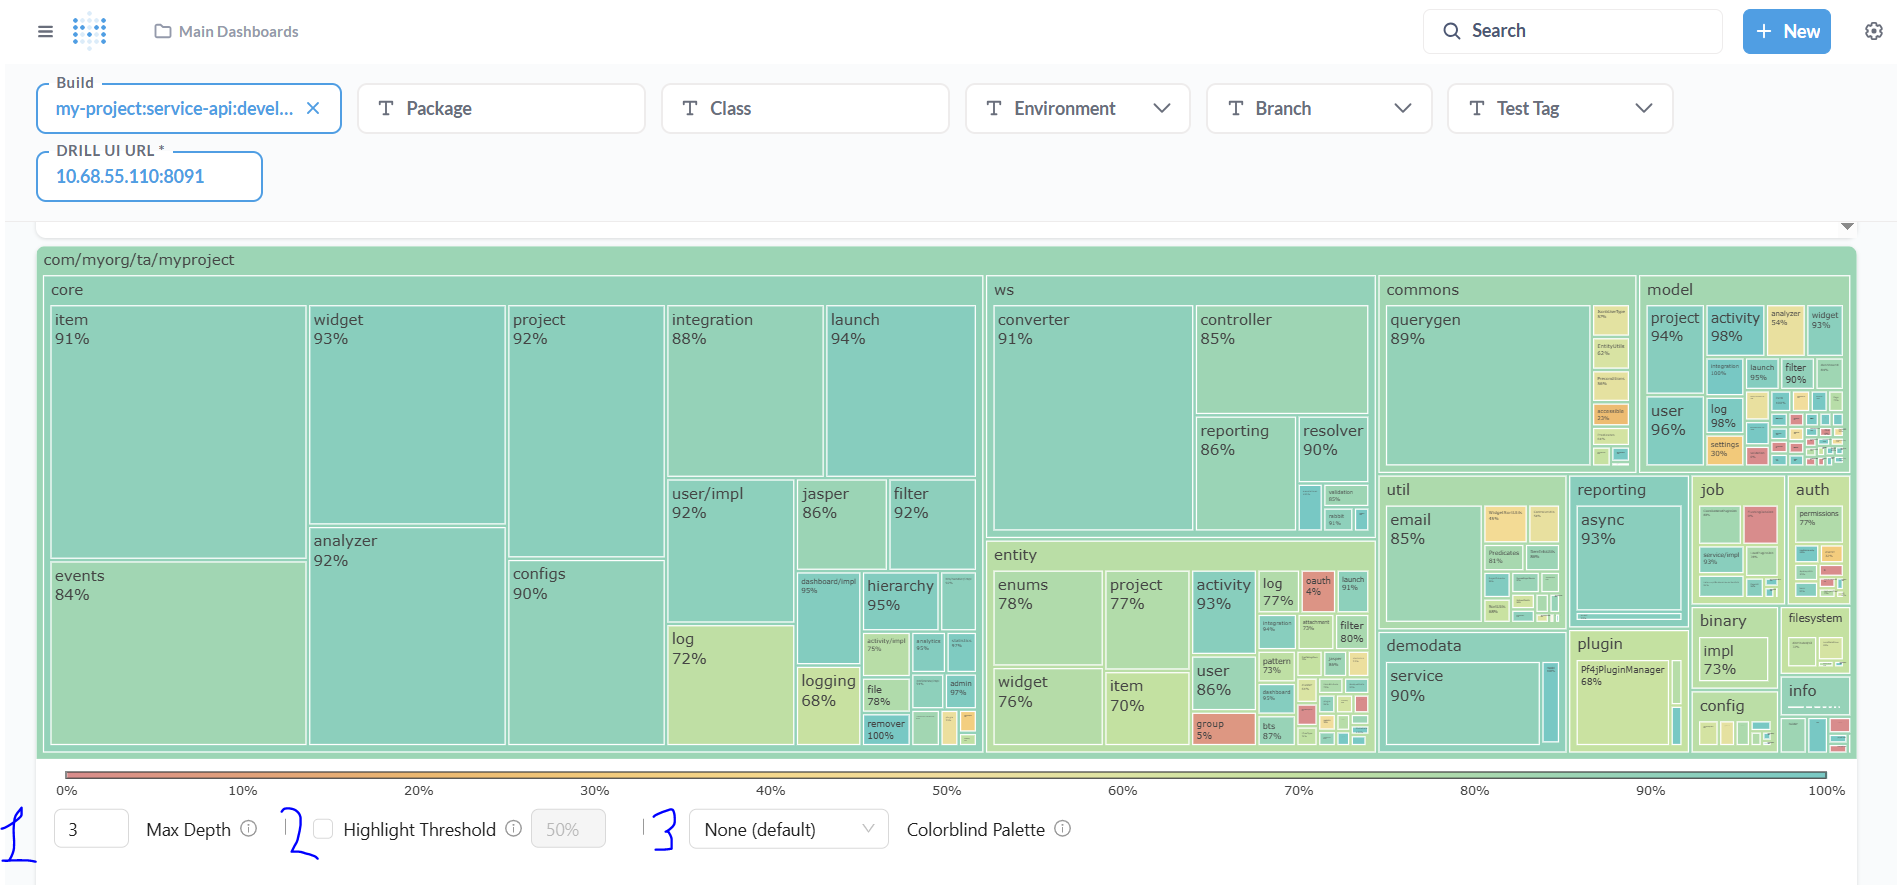 Main Dashboards
Search
+ New
Build
my-project:service-api:devel...
Package
Class
Environment
Branch
Test Tag
DRILL UI URL *
10.68.55.110:8091
com/myorg/ta/myproject
core
item
91%
widget
93%
project
92%
integration
88%
launch
94%
events
84%
analyzer
92%
configs
90%
user/impl
92%
jasper
86%
filter
92%
log
72%
dashboard/impl
95%
hierarchy
95%
activity/impl
75%
logging
68%
file
78%
admin
97%
remover
100%
ws
converter
91%
controller
85%
reporting
86%
resolver
90%
validation
rabbit
91%
entity
enums
78%
project
77%
activity
93%
log
77%
oauth
4%
launch
91%
integration
94%
attachment
filter
80%
widget
76%
item
70%
user
86%
pattern
73%
dashboard
95%
group
5%
bts
87%
commons
querygen
89%
accessible
model
project
94%
activity
98%
analyzer
54%
widget
93%
integration
100%
launch
95%
filter
90%
user
96%
log
98%
settings
30%
util
email
85%
Predicates
81%
reporting
async
93%
job
service/impl
93%
auth
permissions
77%
demodata
service
90%
plugin
Pf4jPluginManager
68%
binary
impl
73%
filesystem
info
config
0% 10% 20% 30% 40% 50% 60% 70% 80% 90% 100%
1 3 Max Depth 2 Highlight Threshold 50% 3 None (default) Colorblind Palette